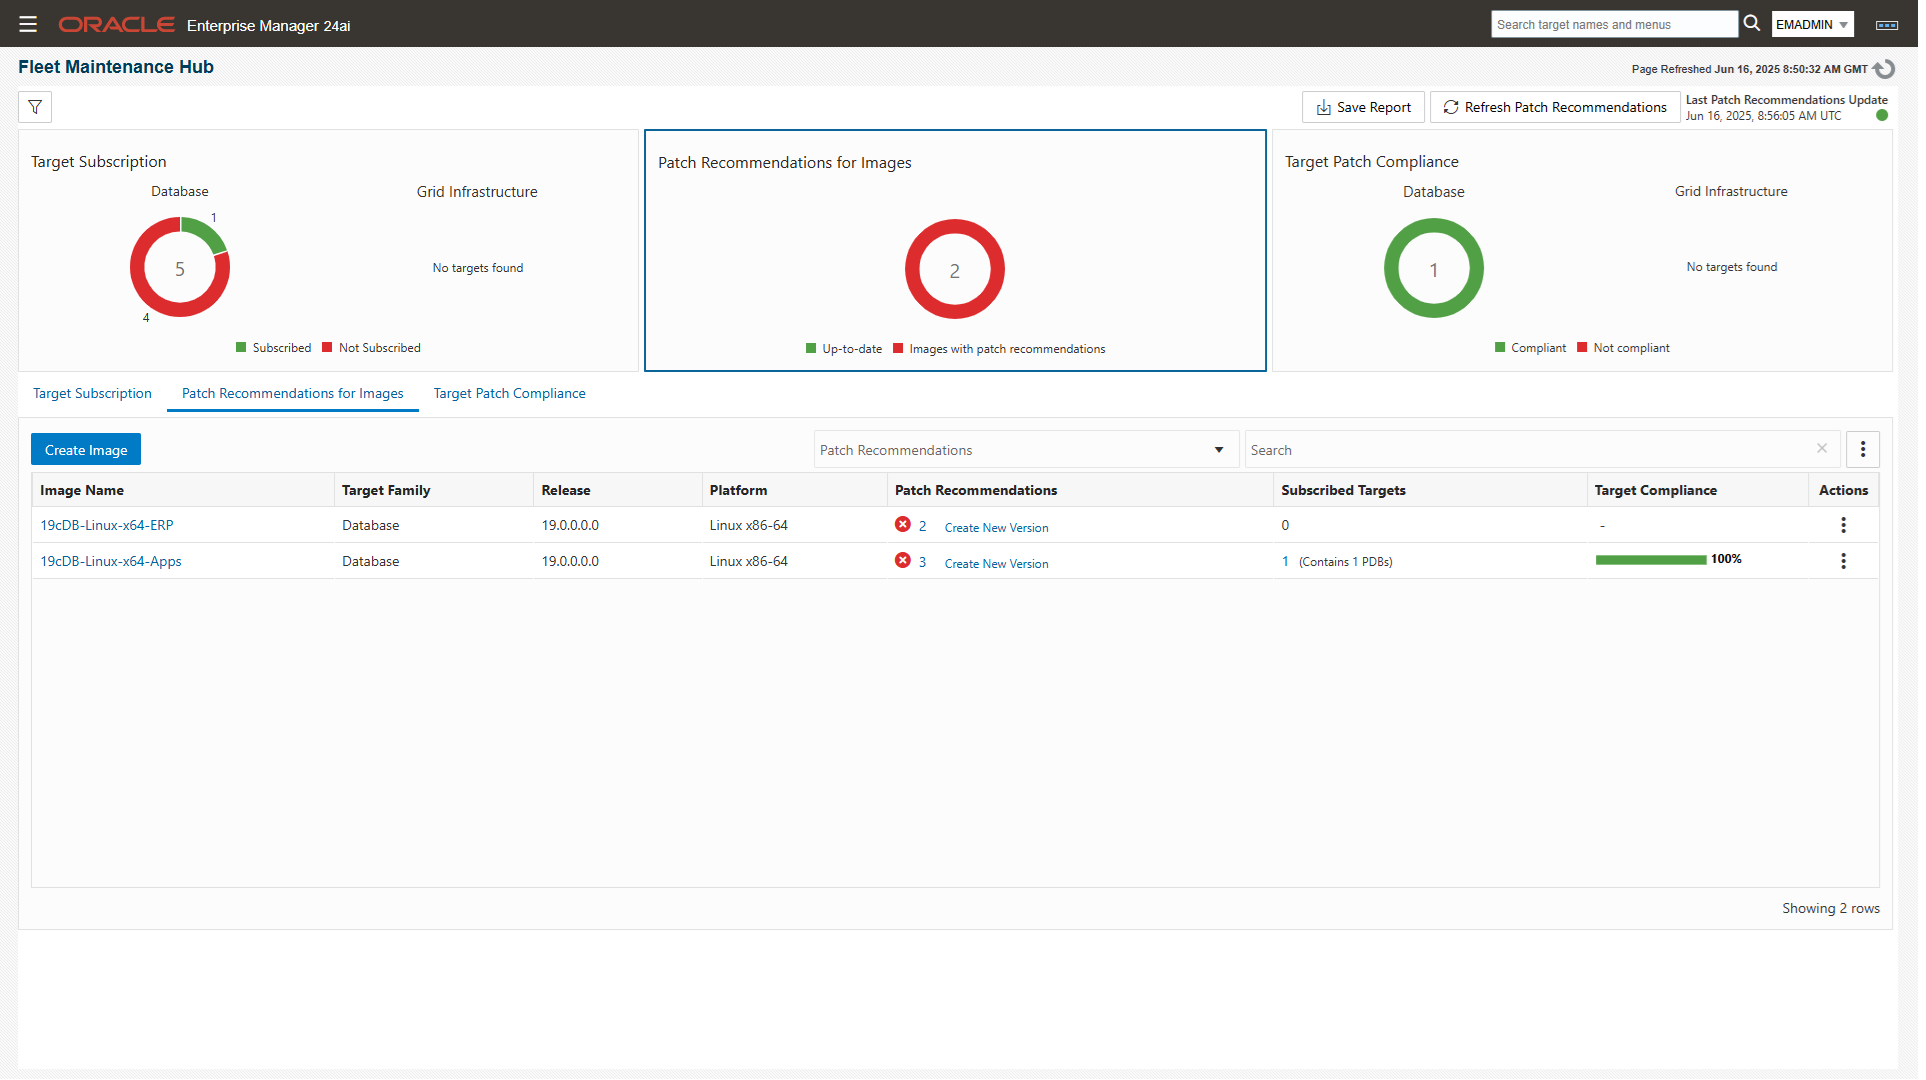 ORACLE Enterprise Manager 24ai
Search target names and menus
EMADMIN
Fleet Maintenance Hub
Page Refreshed Jun 16, 2025 8:50:32 AM GMT
Save Report
Refresh Patch Recommendations
Last Patch Recommendations Update
Jun 16, 2025, 8:56:05 AM UTC
Target Subscription
Database
Grid Infrastructure
1
5
4
No targets found
Subscribed
Not Subscribed
Patch Recommendations for Images
2
Up-to-date
Images with patch recommendations
Target Patch Compliance
Database
Grid Infrastructure
1
No targets found
Compliant
Not compliant
Target Subscription
Patch Recommendations for Images
Target Patch Compliance
Create Image
Patch Recommendations
Search
Image Name Target Family Release Platform Patch Recommendations Subscribed Targets Target Compliance Actions
19cDB-Linux-x64-ERP Database 19.0.0.0.0 Linux x86-64 2 Create New Version 0 -
19cDB-Linux-x64-Apps Database 19.0.0.0.0 Linux x86-64 3 Create New Version 1 (Contains 1 PDBs) 100%
Showing 2 rows